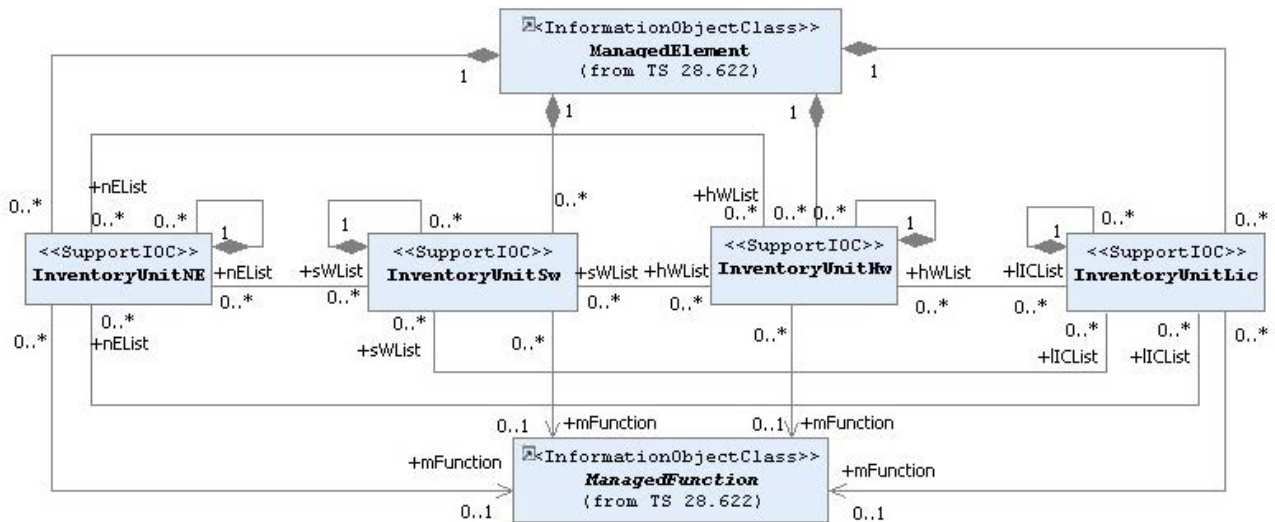 <InformationObjectClass>>
ManagedElement
(from TS 28.622)
1
1
1
1
+nEList
+hWList
0..*
0..*
0..*
0..*
0..*
0..*
0..*
0..*
0..*
0..*
1
1
1
1
<<SupportIOC>>
InventoryUnitNE
<<SupportIOC>>
InventoryUnitSw
<<SupportIOC>>
InventoryUnitHw
<<SupportIOC>>
InventoryUnitLic
+nEList
+sWList
+sWList
+hWList
+hWList
+lICList
0..*
0..*
0..*
0..*
0..*
0..*
0..*
0..*
0..*
0..*
0..*
0..*
0..*
0..*
+nEList
+sWList
+lICList
+lICList
0..1
+mFunction
0..1
+mFunction
+mFunction
0..1
<InformationObjectClass>>
ManagedFunction
(from TS 28.622)
+mFunction
0..1